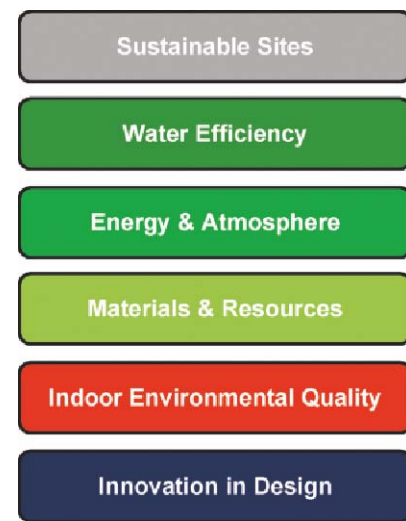 Sustainable Sites
Water Efficiency
Energy & Atmosphere
Materials & Resources
Indoor Environmental Quality
Innovation in Design